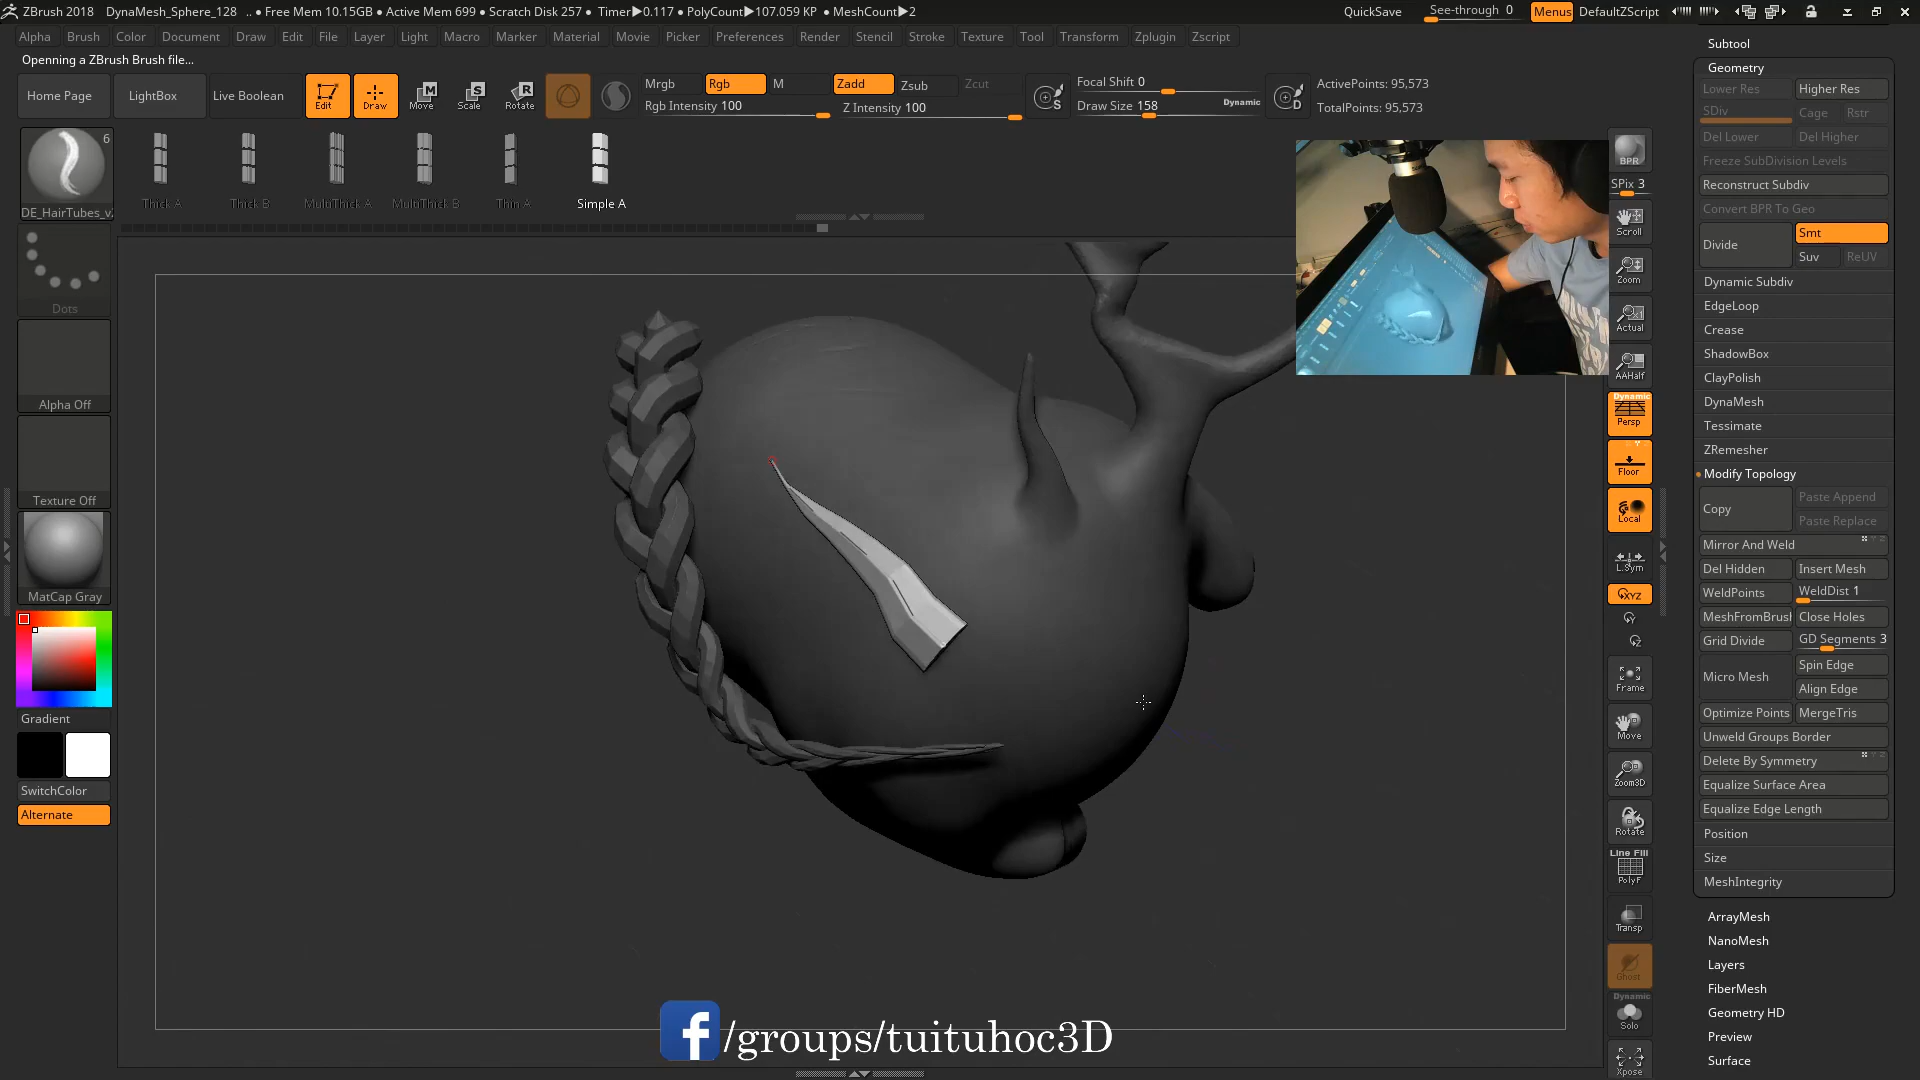 ZBrush 2018 DynaMesh_Sphere_128 .. • Free Mem 10.15GB • Active Mem 699 • Scratch Disk 257 • Timer▶0.117 • PolyCount▶107.059 KP • MeshCount▶2 QuickSave See-through 0 Menus DefaultZScript
Alpha Brush Color Document Draw Edit File Layer Light Macro Marker Material Movie Picker Preferences Render Stencil Stroke Texture Tool Transform Zplugin Zscript
Openning a ZBrush Brush file...
Home Page LightBox Live Boolean Edit Draw Move Scale Rotate
Mrgb Rgb M Zadd Zsub Zcut
Rgb Intensity 100 Z Intensity 100
Focal Shift 0
Draw Size 158 Dynamic
ActivePoints: 95,573
TotalPoints: 95,573
6
DE_HairTubes_v2
Thick A Thick B MultiThick A MultiThick B Thin A Simple A
Dots
Alpha Off
Texture Off
MatCap Gray
Gradient
SwitchColor
Alternate
BPR
SPix 3
Scroll
Zoom
Actual
AAHalf
Dynamic
Persp
Floor
Local
L.Sym
XYZ
Frame
Move
Zoom3D
Rotate
Line Fill
PolyF
Transp
Ghost
Dynamic
Solo
Xpose
Subtool
Geometry
Lower Res Higher Res
SDiv Cage Rstr
Del Lower Del Higher
Freeze SubDivision Levels
Reconstruct Subdiv
Convert BPR To Geo
Divide Smt
Suv ReUV
Dynamic Subdiv
EdgeLoop
Crease
ShadowBox
ClayPolish
DynaMesh
Tessimate
ZRemesher
Modify Topology
Copy Paste Append
Paste Replace
Mirror And Weld
Del Hidden Insert Mesh
WeldPoints WeldDist 1
MeshFromBrusl Close Holes
Grid Divide GD Segments 3
Micro Mesh Spin Edge
Align Edge
Optimize Points MergeTris
Unweld Groups Border
Delete By Symmetry
Equalize Surface Area
Equalize Edge Length
Position
Size
MeshIntegrity
ArrayMesh
NanoMesh
Layers
FiberMesh
Geometry HD
Preview
Surface
f /groups/tuituhoc3D